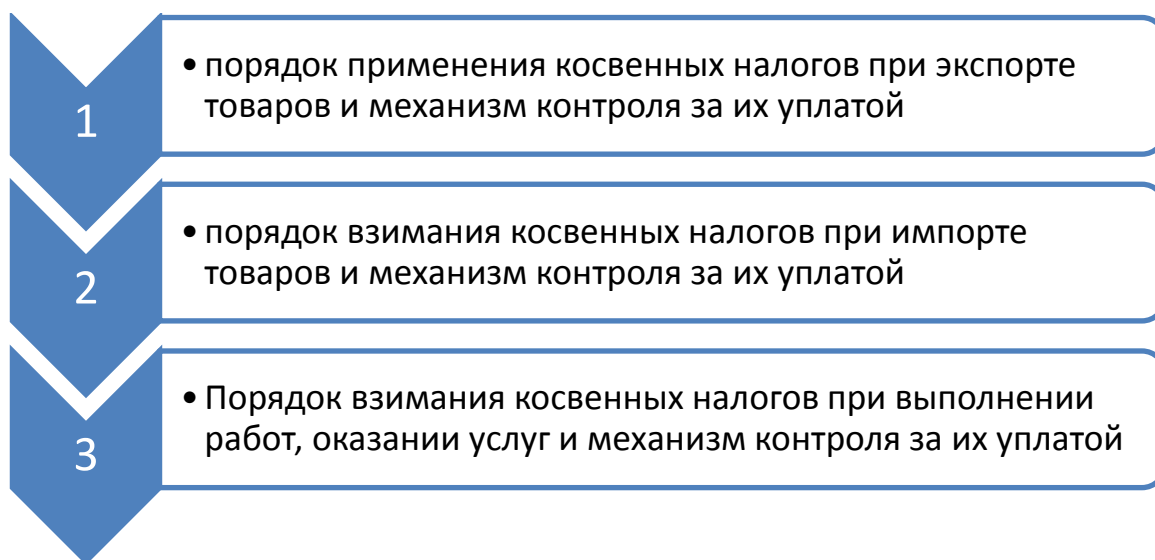 1
• порядок применения косвенных налогов при экспорте
товаров и механизм контроля за их уплатой
2
• порядок взимания косвенных налогов при импорте
товаров и механизм контроля за их уплатой
3
• Порядок взимания косвенных налогов при выполнении
работ, оказании услуг и механизм контроля за их уплатой